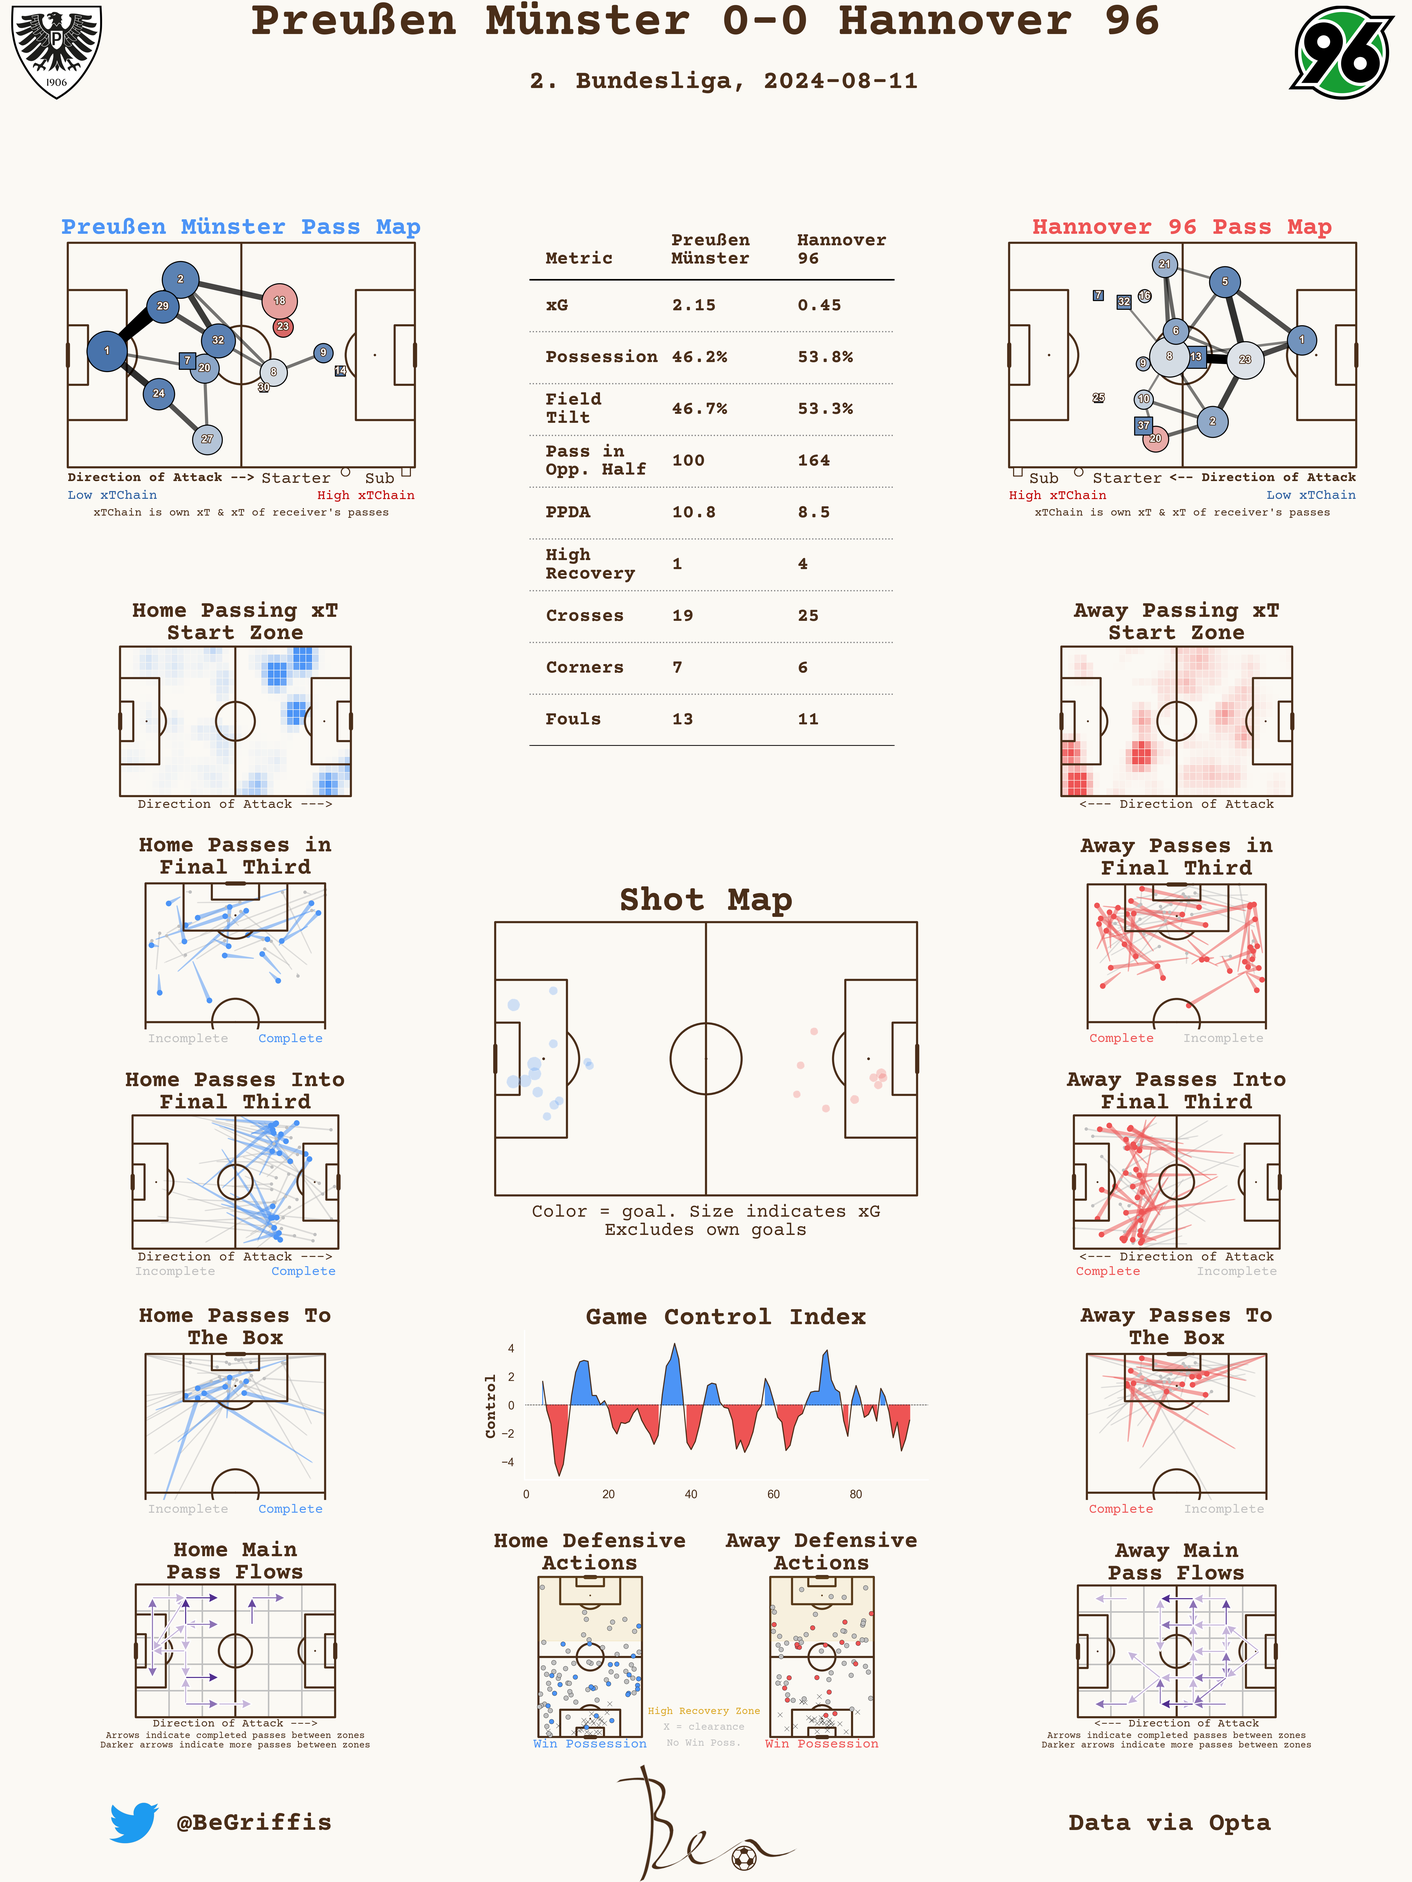 Preußen Münster 0-0 Hannover 96
2. Bundesliga, 2024-08-11
P
1906
96
Preußen Münster Pass Map
2
18
29
23
32
1
7
20
9
8
14
30
24
27
Direction of Attack --> Starter Sub
Low xTChain High xTChain
xTChain is own xT & xT of receiver's passes
Metric Preußen Münster Hannover 96
xG 2.15 0.45
Possession 46.2% 53.8%
Field Tilt 46.7% 53.3%
Pass in Opp. Half 100 164
PPDA 10.8 8.5
High Recovery 1 4
Crosses 19 25
Corners 7 6
Fouls 13 11
Hannover 96 Pass Map
21
5
7
32
16
6
1
8
13
23
9
25
10
2
37
20
Sub Starter <-- Direction of Attack
High xTChain Low xTChain
xTChain is own xT & xT of receiver's passes
Home Passing xT
Start Zone
Direction of Attack --->
Away Passing xT
Start Zone
<--- Direction of Attack
Home Passes in
Final Third
Incomplete Complete
Away Passes in
Final Third
Complete Incomplete
Shot Map
Color = goal. Size indicates xG
Excludes own goals
Home Passes Into
Final Third
Direction of Attack --->
Incomplete Complete
Away Passes Into
Final Third
<--- Direction of Attack
Complete Incomplete
Home Passes To
The Box
Incomplete Complete
Game Control Index
Control
4
2
0
−2
−4
0 20 40 60 80
Away Passes To
The Box
Complete Incomplete
Home Main
Pass Flows
Direction of Attack --->
Arrows indicate completed passes between zones
Darker arrows indicate more passes between zones
Home Defensive
Actions
Win Possession
High Recovery Zone
X = clearance
No Win Poss.
Away Defensive
Actions
Win Possession
Away Main
Pass Flows
<--- Direction of Attack
Arrows indicate completed passes between zones
Darker arrows indicate more passes between zones
@BeGriffis
Ben
Data via Opta